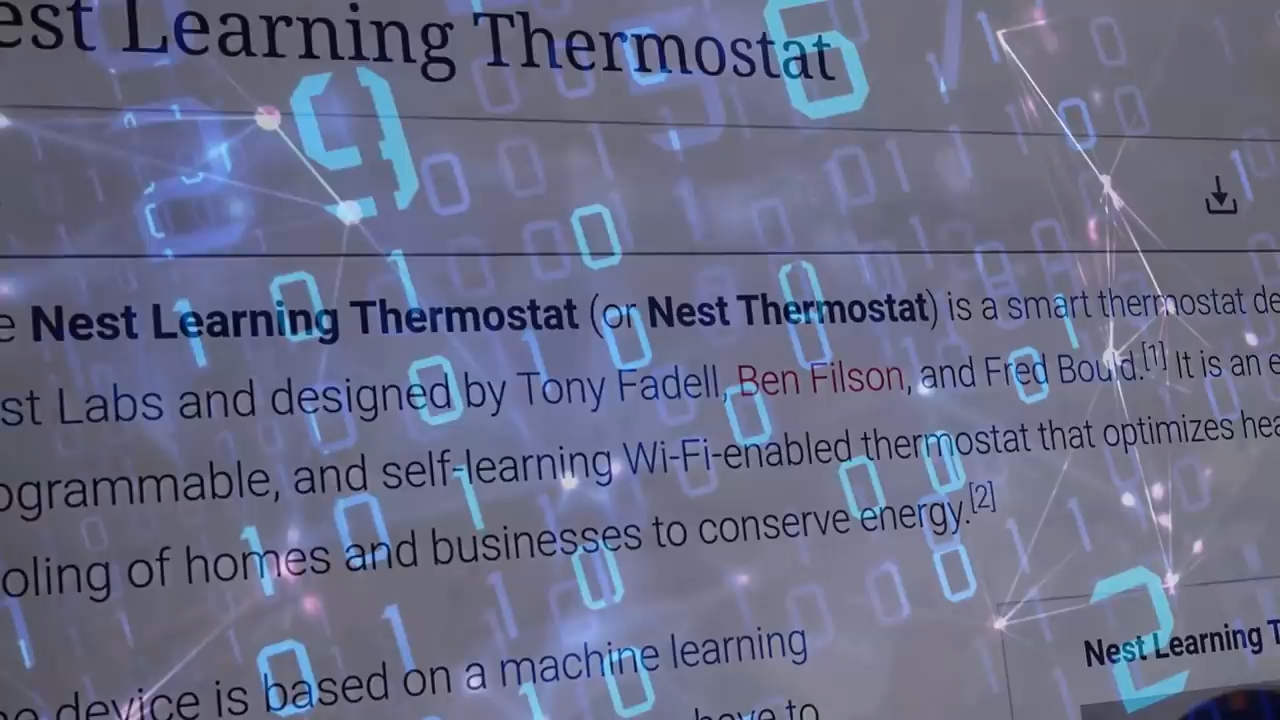 est Learning Thermostat
e Nest Learning Thermostat (or Nest Thermostat) is a smart thermostat de
st Labs and designed by Tony Fadell, Ben Filson, and Fred Bould.[1] It is an e
ogrammable, and self-learning Wi-Fi-enabled thermostat that optimizes hea
oling of homes and businesses to conserve energy.[2]
Nest Learning T
device is based on a machine learning
have to